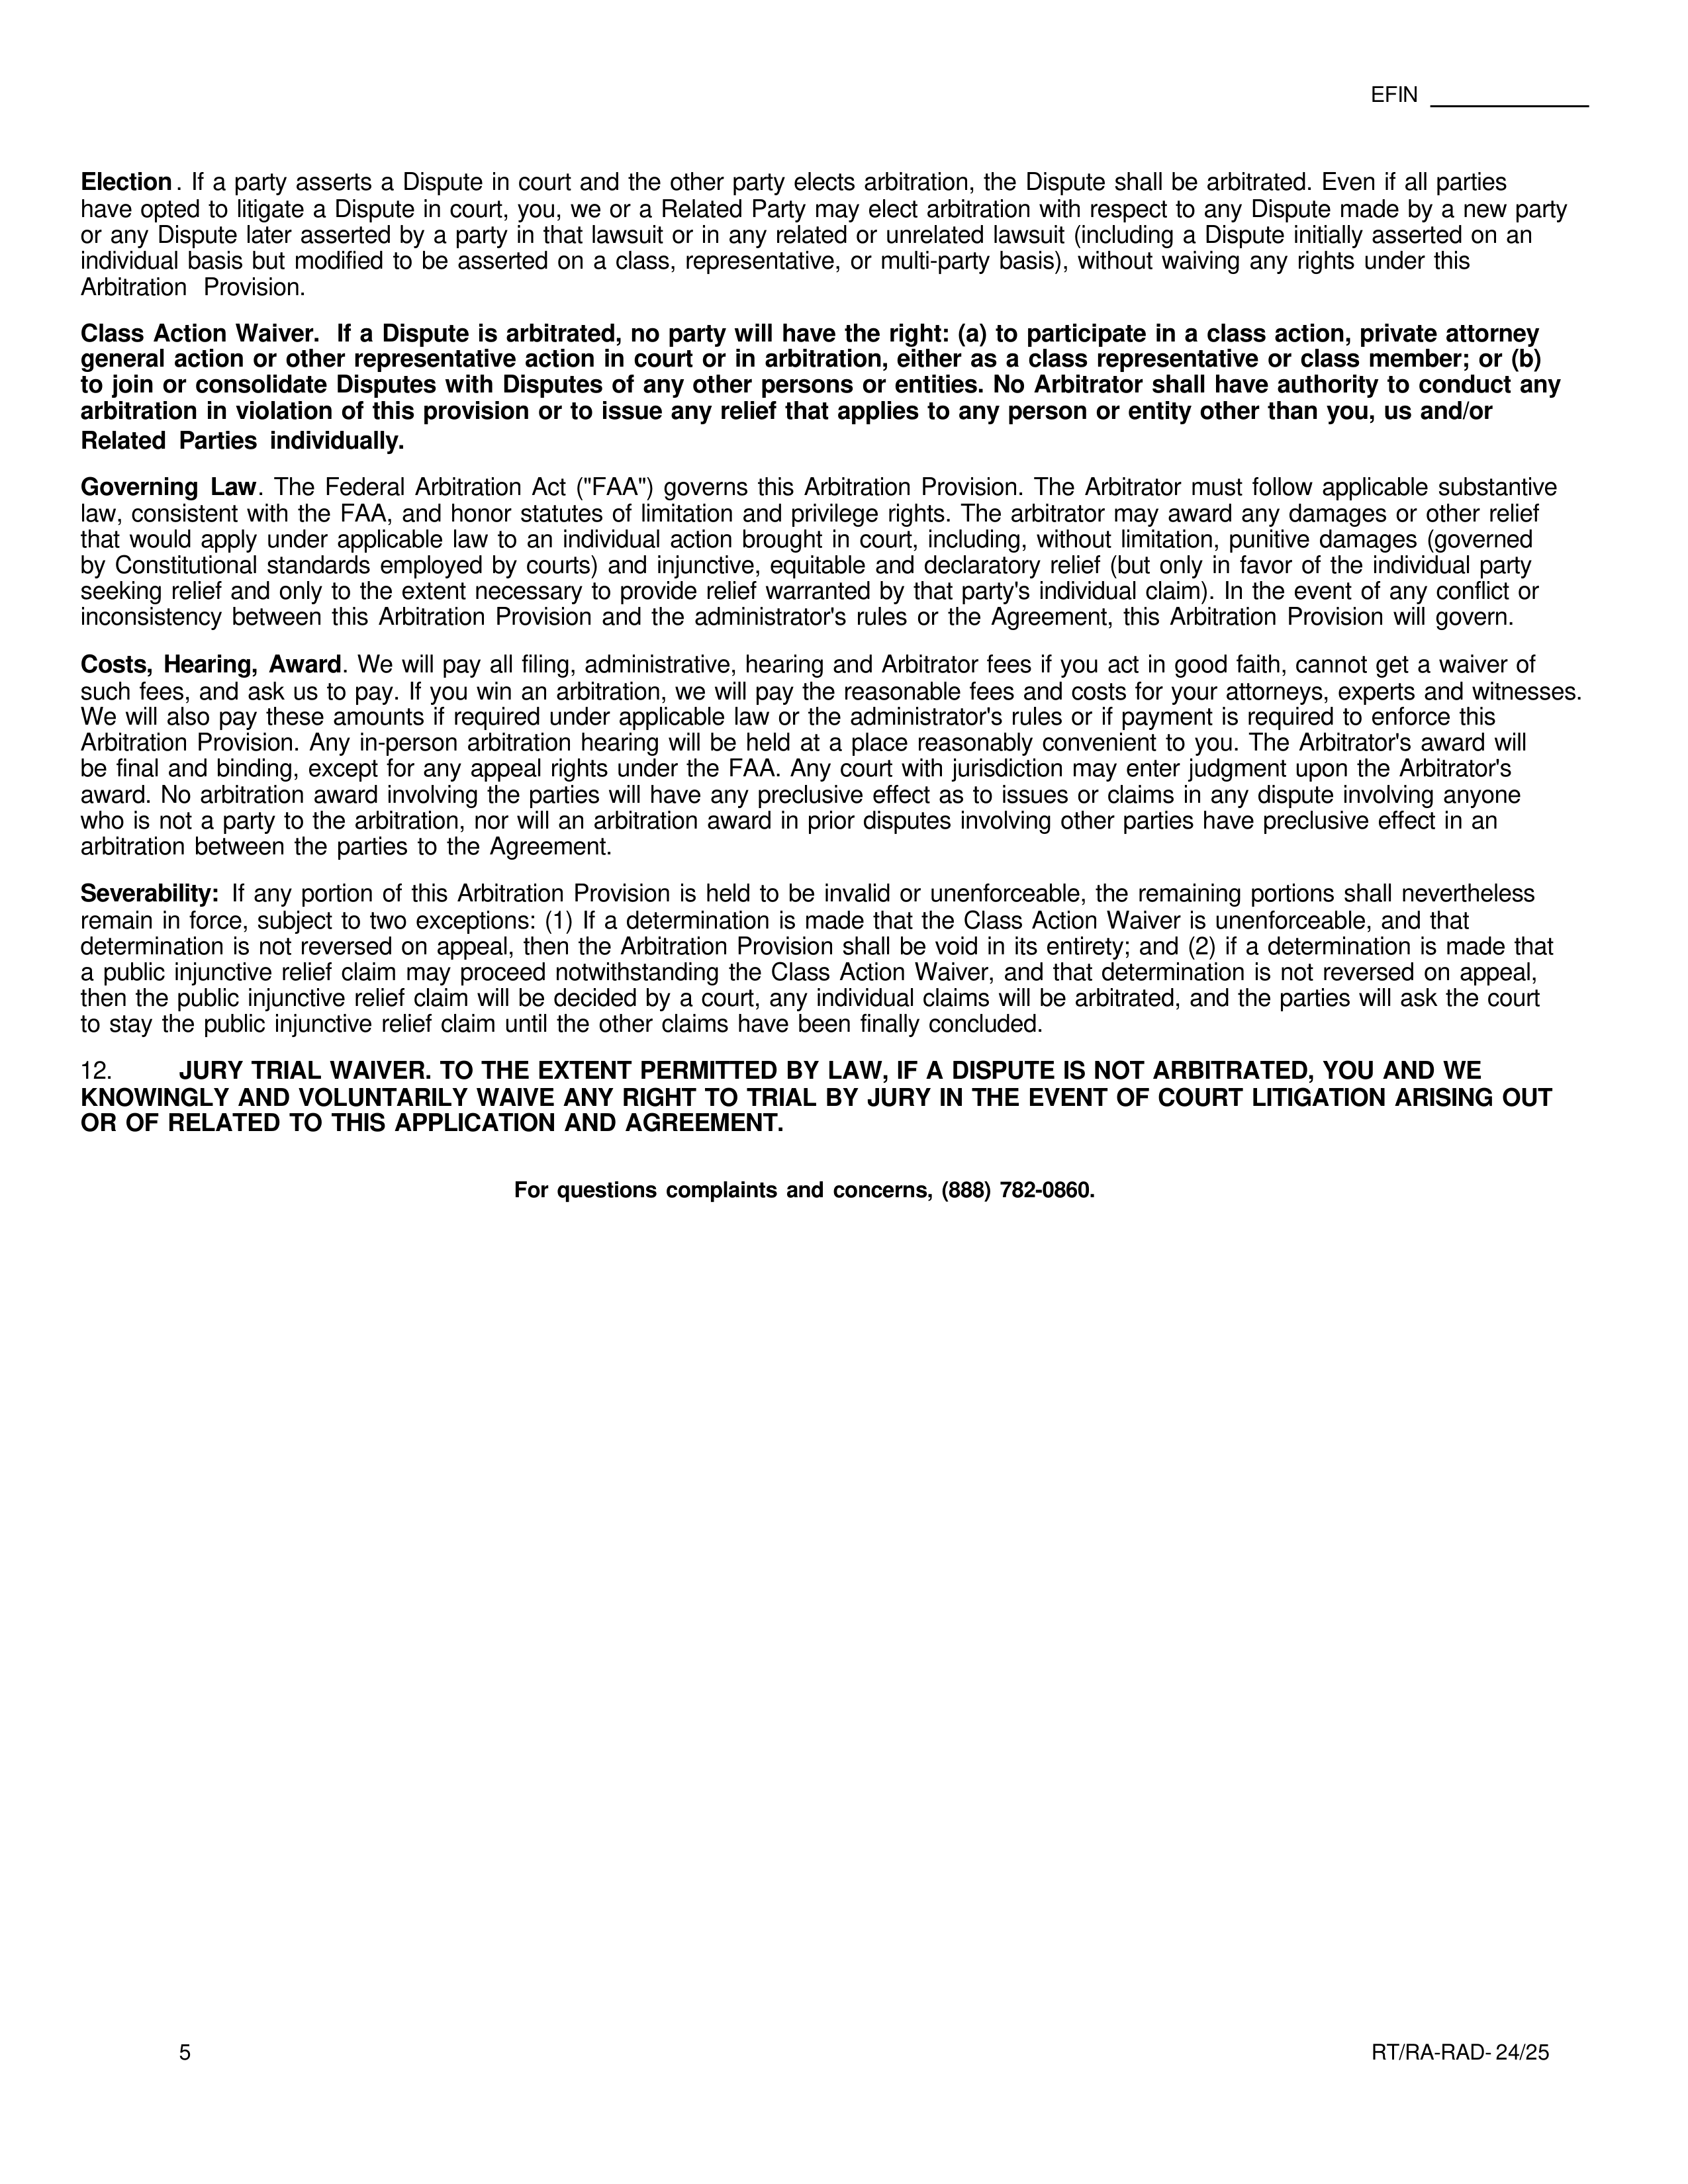 EFIN ____________
Election. If a party asserts a Dispute in court and the other party elects arbitration, the Dispute shall be arbitrated. Even if all parties
have opted to litigate a Dispute in court, you, we or a Related Party may elect arbitration with respect to any Dispute made by a new party
or any Dispute later asserted by a party in that lawsuit or in any related or unrelated lawsuit (including a Dispute initially asserted on an
individual basis but modified to be asserted on a class, representative, or multi-party basis), without waiving any rights under this
Arbitration Provision.
Class Action Waiver. If a Dispute is arbitrated, no party will have the right: (a) to participate in a class action, private attorney
general action or other representative action in court or in arbitration, either as a class representative or class member; or (b)
to join or consolidate Disputes with Disputes of any other persons or entities. No Arbitrator shall have authority to conduct any
arbitration in violation of this provision or to issue any relief that applies to any person or entity other than you, us and/or
Related Parties individually.
Governing Law. The Federal Arbitration Act ("FAA") governs this Arbitration Provision. The Arbitrator must follow applicable substantive
law, consistent with the FAA, and honor statutes of limitation and privilege rights. The arbitrator may award any damages or other relief
that would apply under applicable law to an individual action brought in court, including, without limitation, punitive damages (governed
by Constitutional standards employed by courts) and injunctive, equitable and declaratory relief (but only in favor of the individual party
seeking relief and only to the extent necessary to provide relief warranted by that party's individual claim). In the event of any conflict or
inconsistency between this Arbitration Provision and the administrator's rules or the Agreement, this Arbitration Provision will govern.
Costs, Hearing, Award. We will pay all filing, administrative, hearing and Arbitrator fees if you act in good faith, cannot get a waiver of
such fees, and ask us to pay. If you win an arbitration, we will pay the reasonable fees and costs for your attorneys, experts and witnesses.
We will also pay these amounts if required under applicable law or the administrator's rules or if payment is required to enforce this
Arbitration Provision. Any in-person arbitration hearing will be held at a place reasonably convenient to you. The Arbitrator's award will
be final and binding, except for any appeal rights under the FAA. Any court with jurisdiction may enter judgment upon the Arbitrator's
award. No arbitration award involving the parties will have any preclusive effect as to issues or claims in any dispute involving anyone
who is not a party to the arbitration, nor will an arbitration award in prior disputes involving other parties have preclusive effect in an
arbitration between the parties to the Agreement.
Severability: If any portion of this Arbitration Provision is held to be invalid or unenforceable, the remaining portions shall nevertheless
remain in force, subject to two exceptions: (1) If a determination is made that the Class Action Waiver is unenforceable, and that
determination is not reversed on appeal, then the Arbitration Provision shall be void in its entirety; and (2) if a determination is made that
a public injunctive relief claim may proceed notwithstanding the Class Action Waiver, and that determination is not reversed on appeal,
then the public injunctive relief claim will be decided by a court, any individual claims will be arbitrated, and the parties will ask the court
to stay the public injunctive relief claim until the other claims have been finally concluded.
12. JURY TRIAL WAIVER. TO THE EXTENT PERMITTED BY LAW, IF A DISPUTE IS NOT ARBITRATED, YOU AND WE
KNOWINGLY AND VOLUNTARILY WAIVE ANY RIGHT TO TRIAL BY JURY IN THE EVENT OF COURT LITIGATION ARISING OUT
OR OF RELATED TO THIS APPLICATION AND AGREEMENT.
For questions complaints and concerns, (888) 782-0860.
5 RT/RA-RAD- 24/25